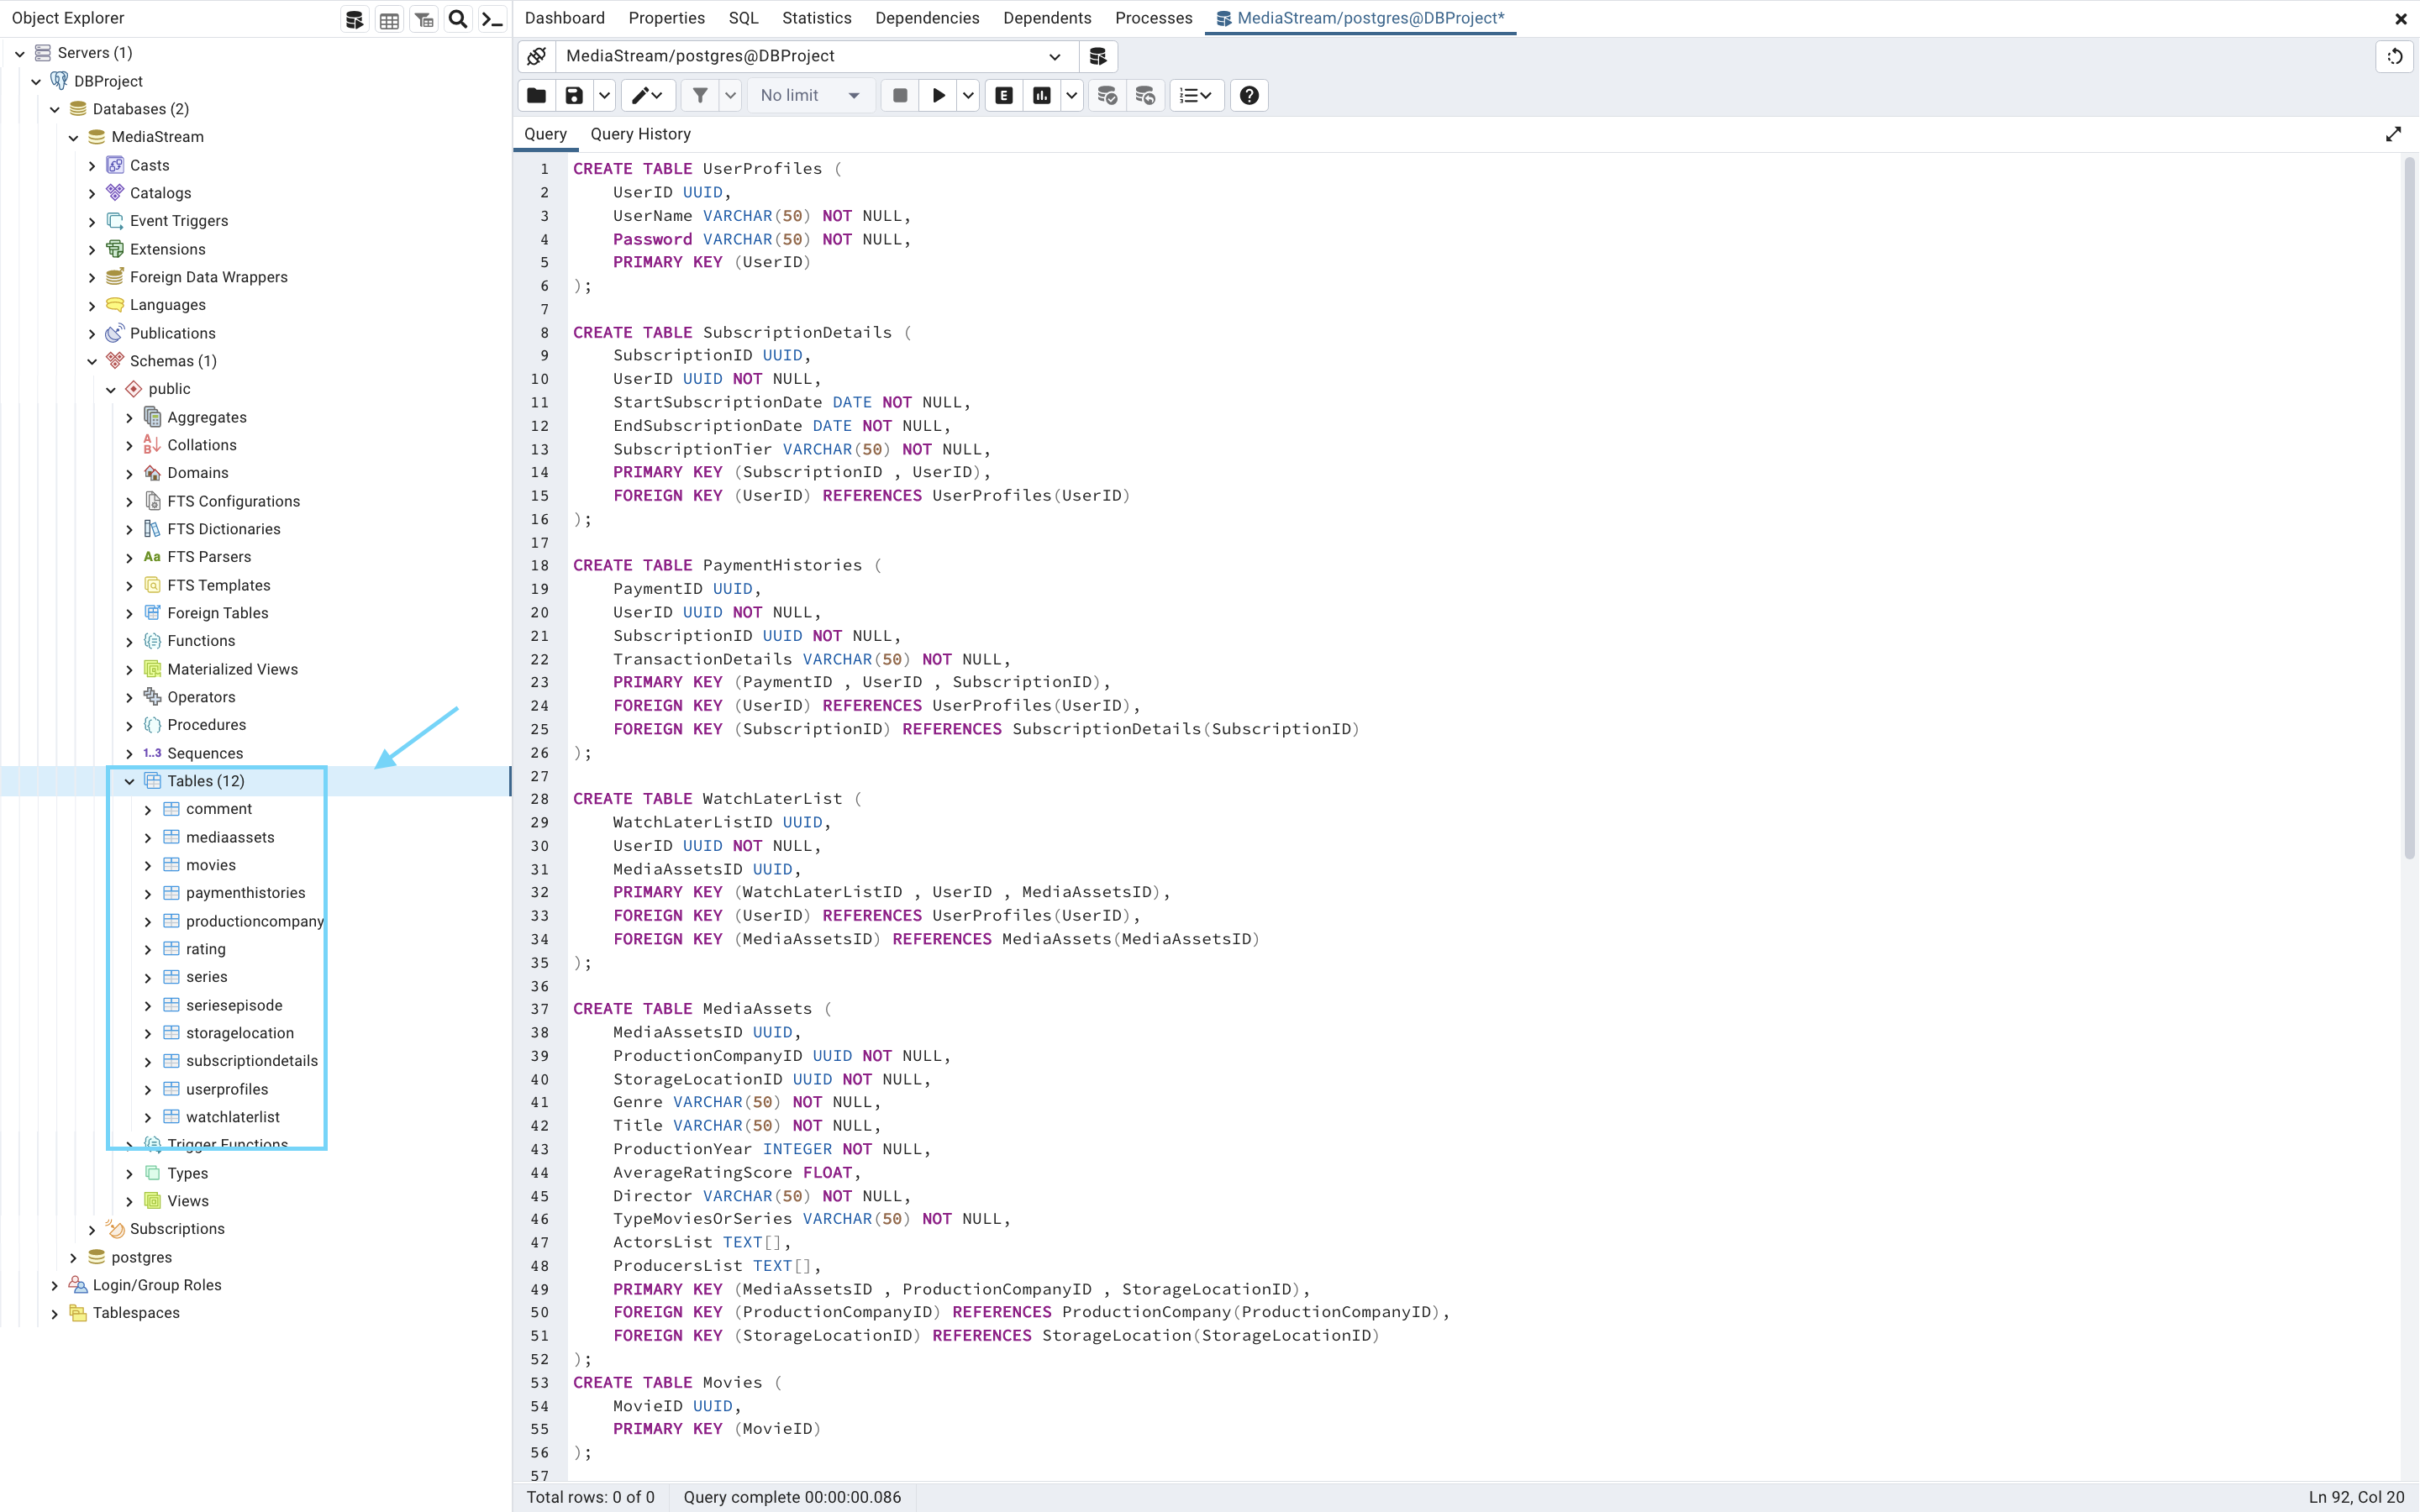 Object Explorer
Servers (1)
DBProject
Databases (2)
MediaStream
Casts
Catalogs
Event Triggers
Extensions
Foreign Data Wrappers
Languages
Publications
Schemas (1)
public
Aggregates
Collations
Domains
FTS Configurations
FTS Dictionaries
Aa FTS Parsers
FTS Templates
Foreign Tables
Functions
Materialized Views
Operators
Procedures
1..3 Sequences
Tables (12)
comment
mediaassets
movies
paymenthistories
productioncompany
rating
series
seriesepisode
storagelocation
subscriptiondetails
userprofiles
watchlaterlist
Trigger Functions
Types
Views
Subscriptions
postgres
Login/Group Roles
Tablespaces
Dashboard Properties SQL Statistics Dependencies Dependents Processes MediaStream/postgres@DBProject*
MediaStream/postgres@DBProject
No limit E
Query Query History
1 CREATE TABLE UserProfiles (
2 UserID UUID,
3 UserName VARCHAR(50) NOT NULL,
4 Password VARCHAR(50) NOT NULL,
5 PRIMARY KEY (UserID)
6 );
7
8 CREATE TABLE SubscriptionDetails (
9 SubscriptionID UUID,
10 UserID UUID NOT NULL,
11 StartSubscriptionDate DATE NOT NULL,
12 EndSubscriptionDate DATE NOT NULL,
13 SubscriptionTier VARCHAR(50) NOT NULL,
14 PRIMARY KEY (SubscriptionID , UserID),
15 FOREIGN KEY (UserID) REFERENCES UserProfiles(UserID)
16 );
17
18 CREATE TABLE PaymentHistories (
19 PaymentID UUID,
20 UserID UUID NOT NULL,
21 SubscriptionID UUID NOT NULL,
22 TransactionDetails VARCHAR(50) NOT NULL,
23 PRIMARY KEY (PaymentID , UserID , SubscriptionID),
24 FOREIGN KEY (UserID) REFERENCES UserProfiles(UserID),
25 FOREIGN KEY (SubscriptionID) REFERENCES SubscriptionDetails(SubscriptionID)
26 );
27
28 CREATE TABLE WatchLaterList (
29 WatchLaterListID UUID,
30 UserID UUID NOT NULL,
31 MediaAssetsID UUID,
32 PRIMARY KEY (WatchLaterListID , UserID , MediaAssetsID),
33 FOREIGN KEY (UserID) REFERENCES UserProfiles(UserID),
34 FOREIGN KEY (MediaAssetsID) REFERENCES MediaAssets(MediaAssetsID)
35 );
36
37 CREATE TABLE MediaAssets (
38 MediaAssetsID UUID,
39 ProductionCompanyID UUID NOT NULL,
40 StorageLocationID UUID NOT NULL,
41 Genre VARCHAR(50) NOT NULL,
42 Title VARCHAR(50) NOT NULL,
43 ProductionYear INTEGER NOT NULL,
44 AverageRatingScore FLOAT,
45 Director VARCHAR(50) NOT NULL,
46 TypeMoviesOrSeries VARCHAR(50) NOT NULL,
47 ActorsList TEXT[],
48 ProducersList TEXT[],
49 PRIMARY KEY (MediaAssetsID , ProductionCompanyID , StorageLocationID),
50 FOREIGN KEY (ProductionCompanyID) REFERENCES ProductionCompany(ProductionCompanyID),
51 FOREIGN KEY (StorageLocationID) REFERENCES StorageLocation(StorageLocationID)
52 );
53 CREATE TABLE Movies (
54 MovieID UUID,
55 PRIMARY KEY (MovieID)
56 );
57
Total rows: 0 of 0 Query complete 00:00:00.086 Ln 92, Col 20